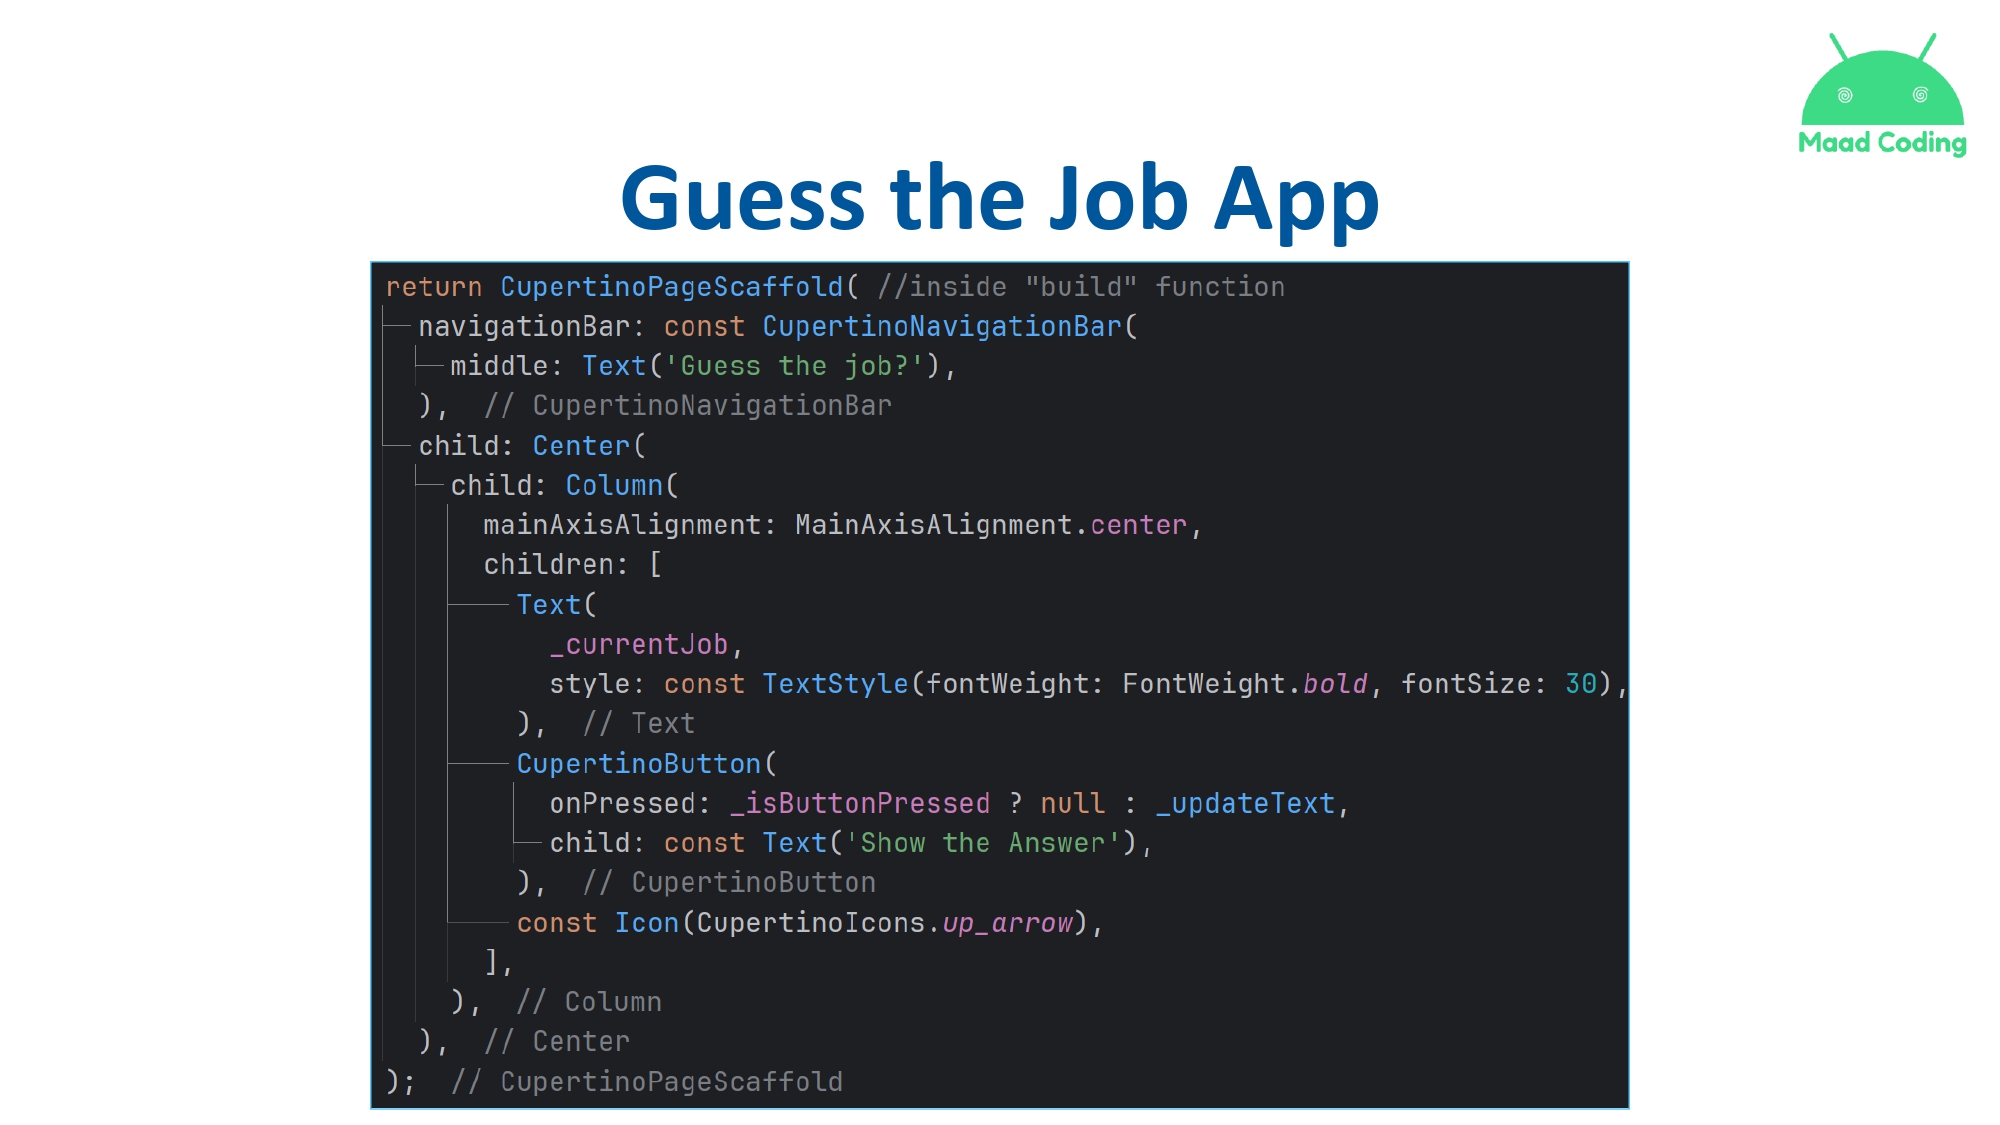 Maad Coding
Guess the Job App
return CupertinoPageScaffold( //inside "build" function
navigationBar: const CupertinoNavigationBar(
middle: Text('Guess the job?'),
), // CupertinoNavigationBar
child: Center(
child: Column(
mainAxisAlignment: MainAxisAlignment.center,
children: [
Text(
_currentJob,
style: const TextStyle(fontWeight: FontWeight.bold, fontSize: 30),
), // Text
CupertinoButton(
onPressed: _isButtonPressed ? null : _updateText,
child: const Text('Show the Answer'),
), // CupertinoButton
const Icon(CupertinoIcons.up_arrow),
],
), // Column
), // Center
); // CupertinoPageScaffold